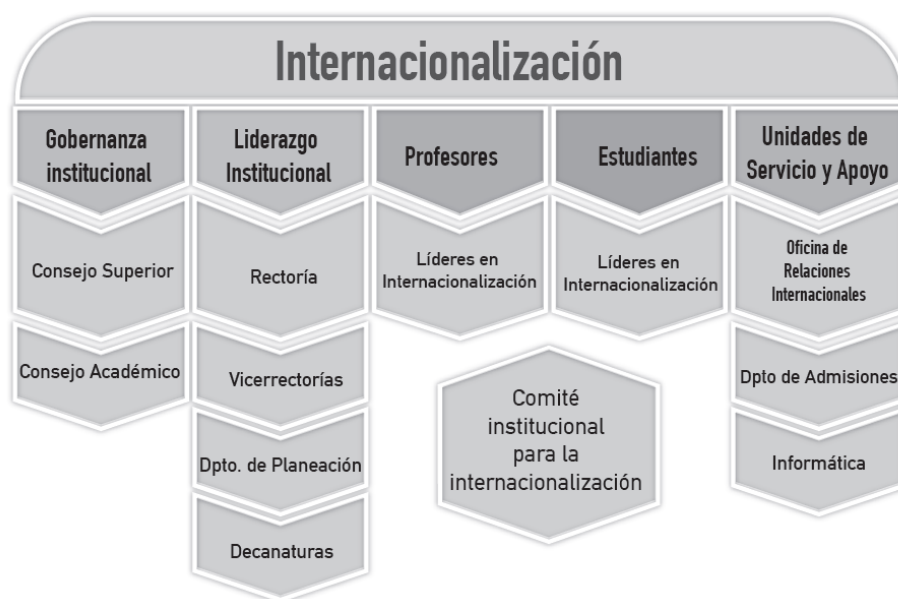 Internacionalización
Gobernanza
institucional
Consejo Superior
Consejo Académico
Liderazgo
Institucional
Rectoría
Vicerrectorías
Dpto. de Planeación
Decanaturas
Profesores
Líderes en
Internacionalización
Estudiantes
Líderes en
Internacionalización
Comité
institucional
para la
internacionalización
Unidades de
Servicio y Apoyo
Oficina de
Relaciones
Internacionales
Dpto de Admisiones
Informática